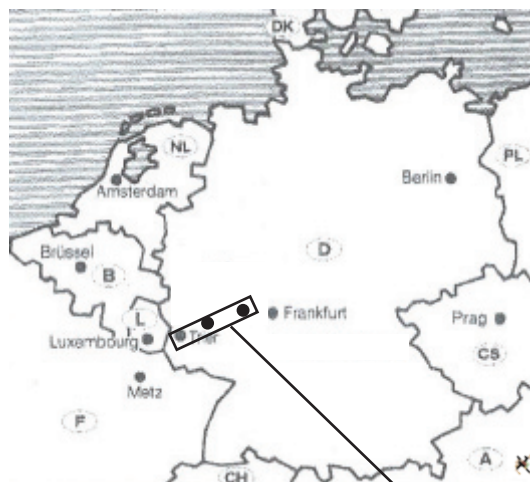 DK
NL
PL
Amsterdam
Berlin
Brüssel
B
D
L
Frankfurt
Prag
Luxembourg
Trier
CS
Metz
F
A
CH